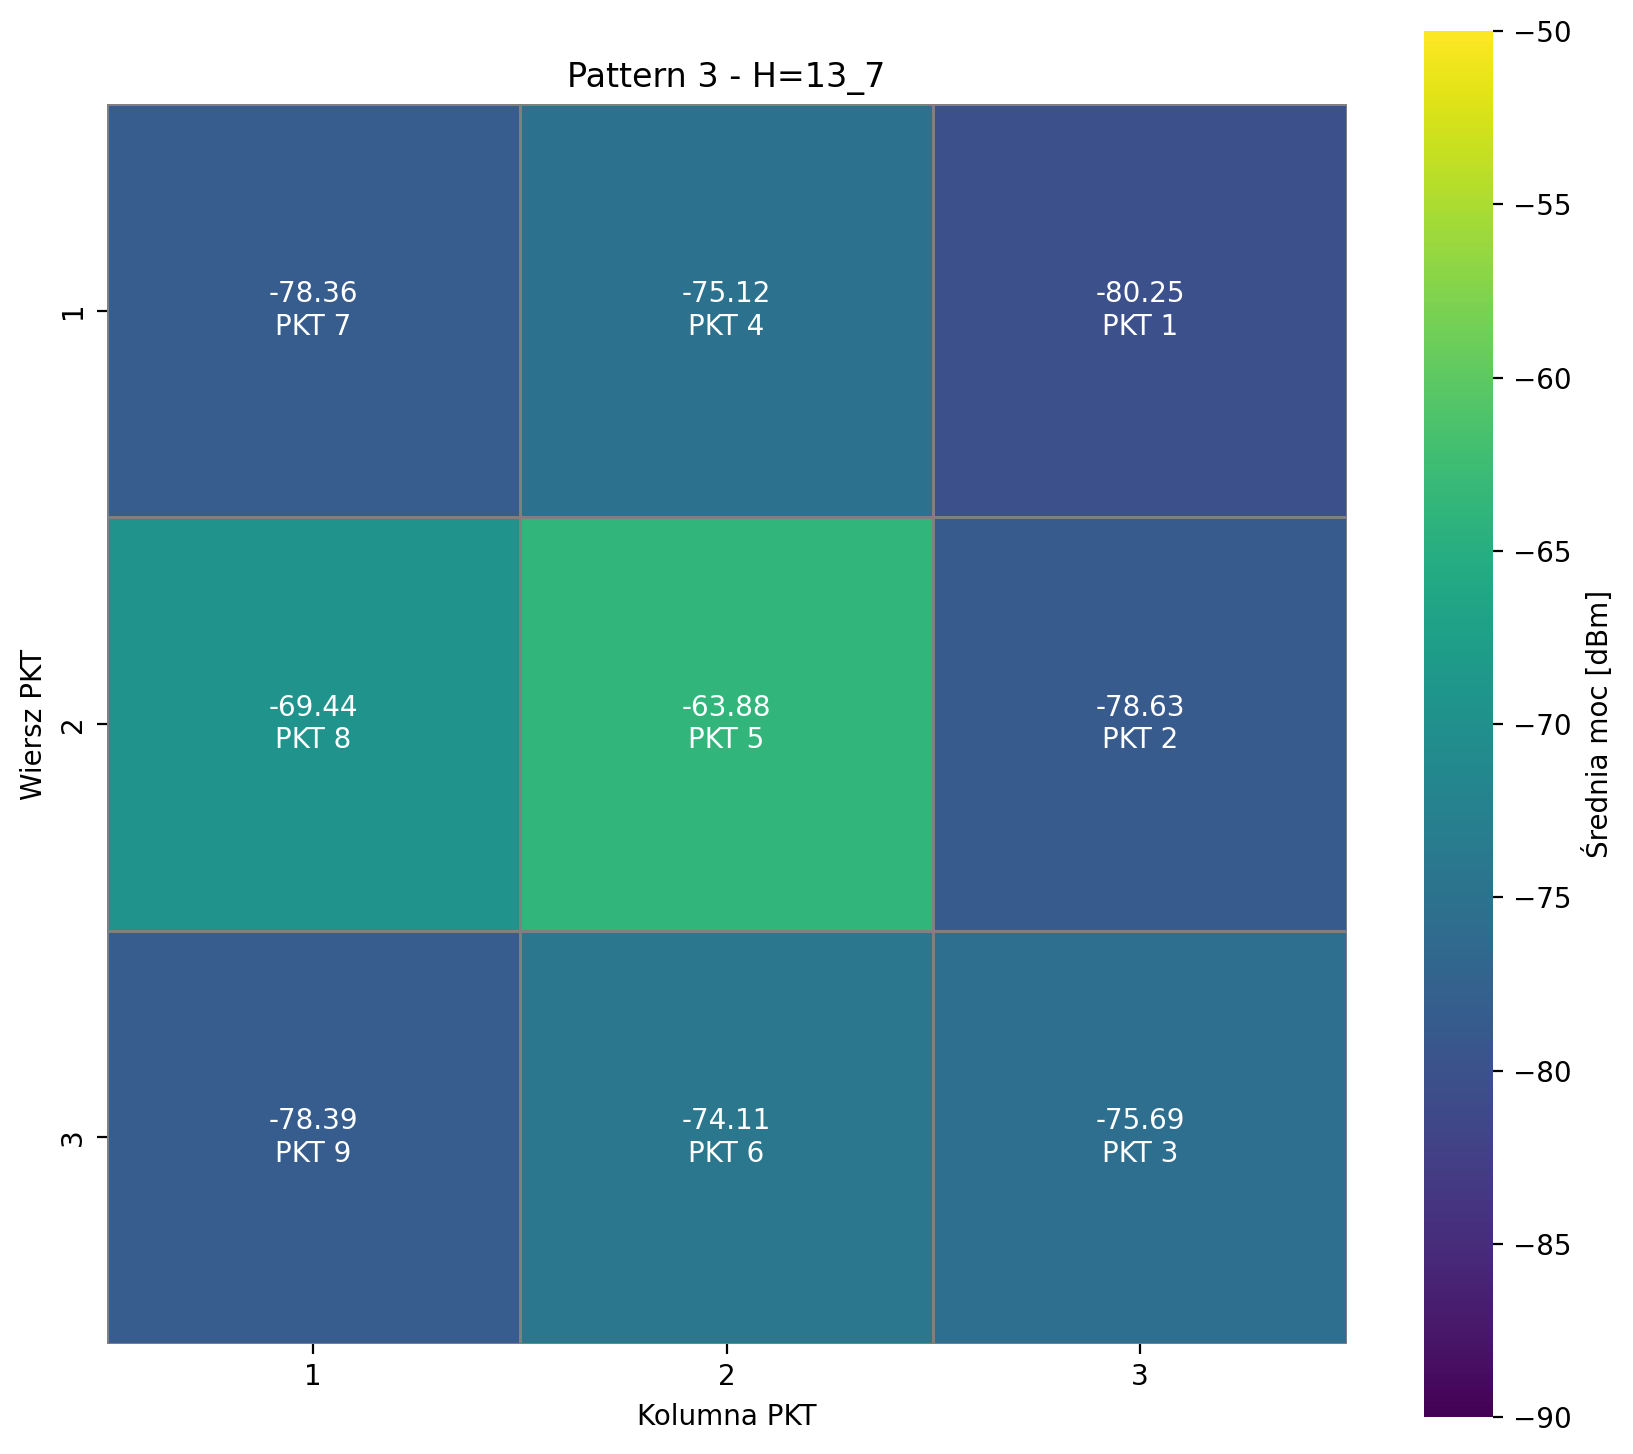 Pattern 3 - H=13_7
-78.36
PKT 7
-75.12
PKT 4
-80.25
PKT 1
-69.44
PKT 8
-63.88
PKT 5
-78.63
PKT 2
-78.39
PKT 9
-74.11
PKT 6
-75.69
PKT 3
1
2
3
Wiersz PKT
1
2
3
Kolumna PKT
−50
−55
−60
−65
−70
−75
−80
−85
−90
Średnia moc [dBm]